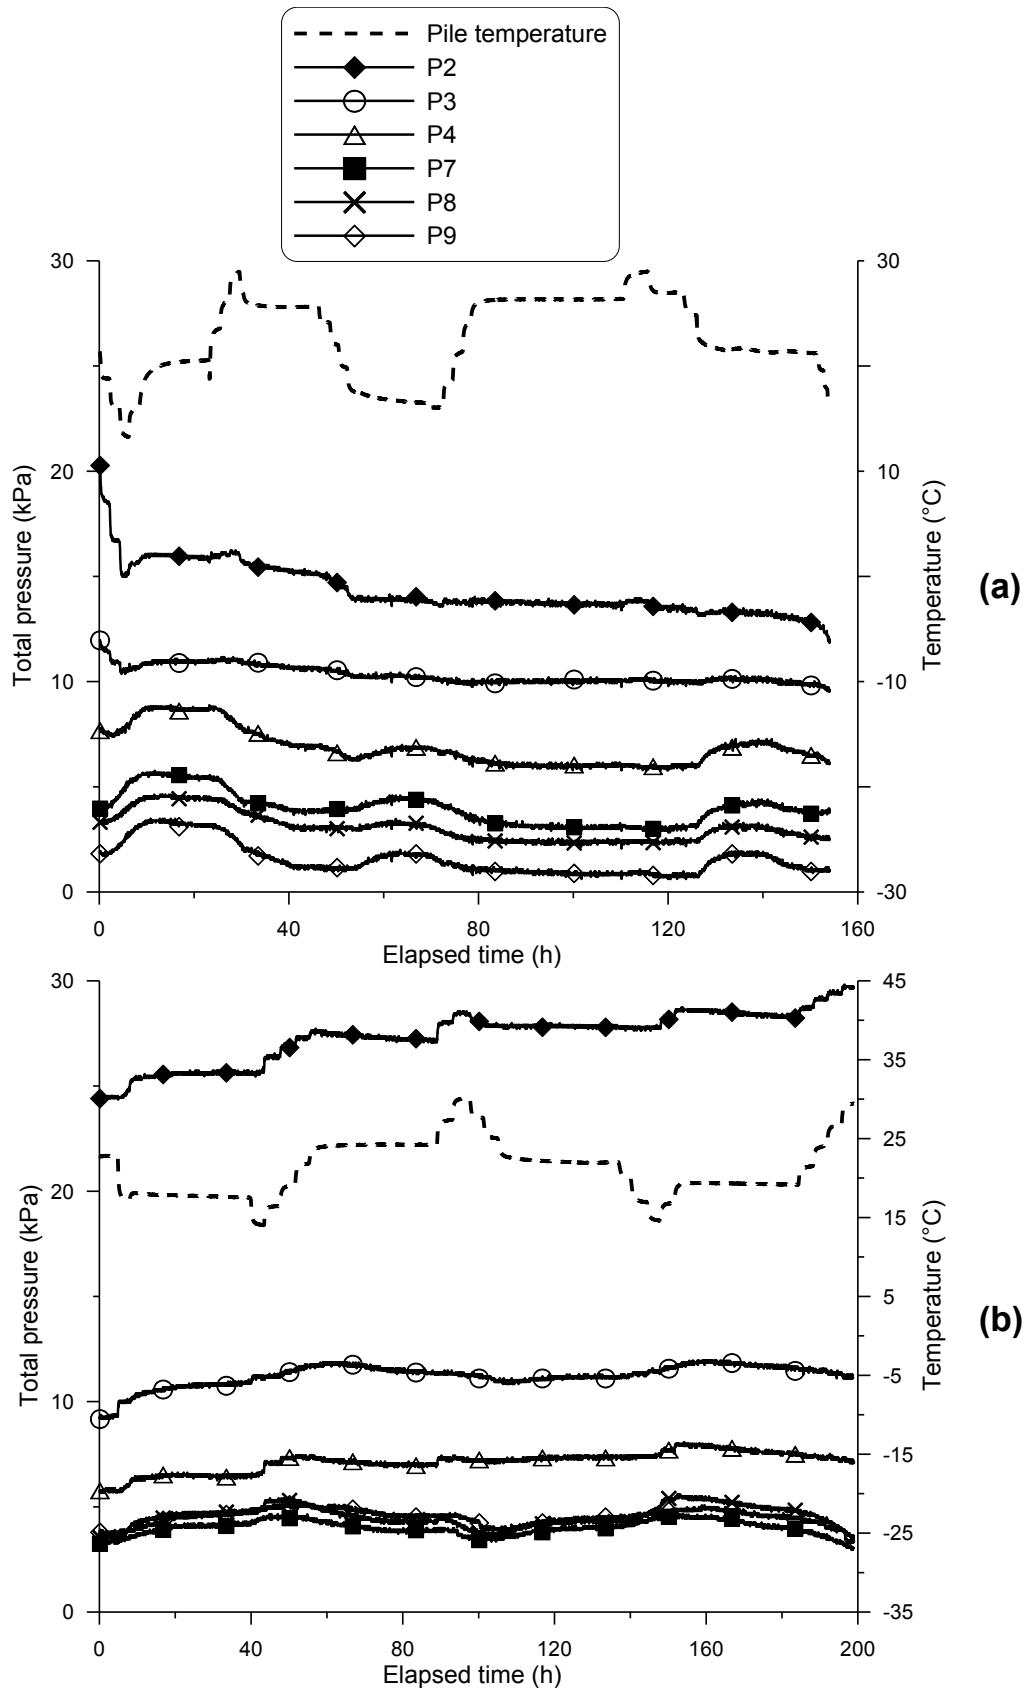 Pile temperature
P2
P3
P4
P7
P8
P9
30
20
10
0
Total pressure (kPa)
30
10
-10
-30
Temperature (°C)
(a)
0
40
80
120
160
Elapsed time (h)
30
20
10
0
Total pressure (kPa)
45
35
25
15
5
-5
-15
-25
-35
Temperature (°C)
(b)
0
40
80
120
160
200
Elapsed time (h)